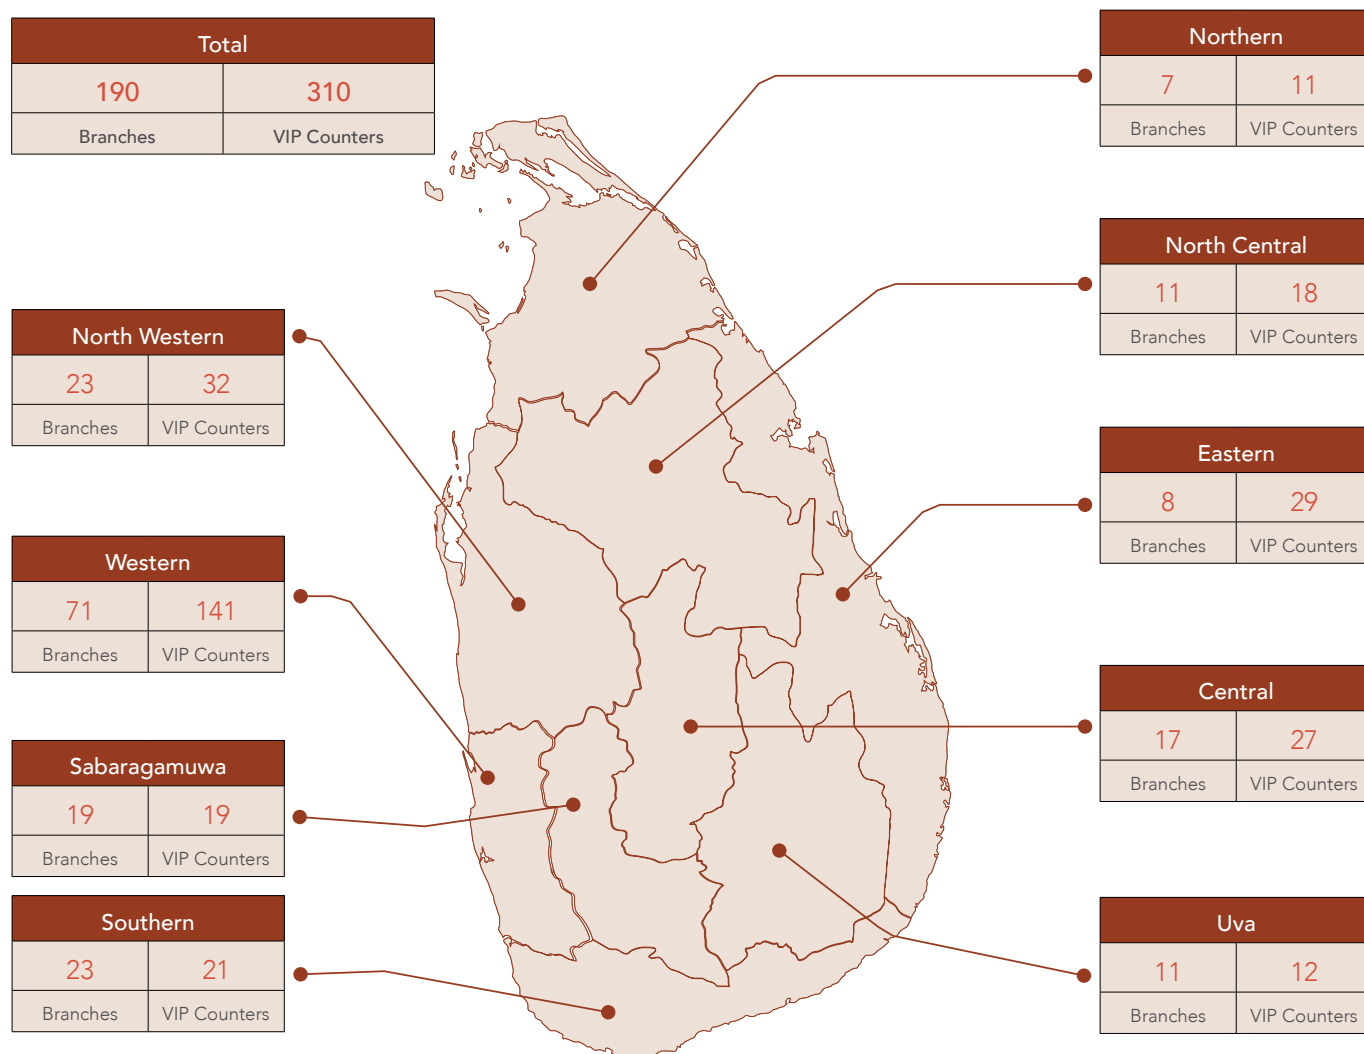 Total
190 310
Branches VIP Counters
North Western
23 32
Branches VIP Counters
Western
71 141
Branches VIP Counters
Sabaragamuwa
19 19
Branches VIP Counters
Southern
23 21
Branches VIP Counters
Northern
7 11
Branches VIP Counters
North Central
11 18
Branches VIP Counters
Eastern
8 29
Branches VIP Counters
Central
17 27
Branches VIP Counters
Uva
11 12
Branches VIP Counters